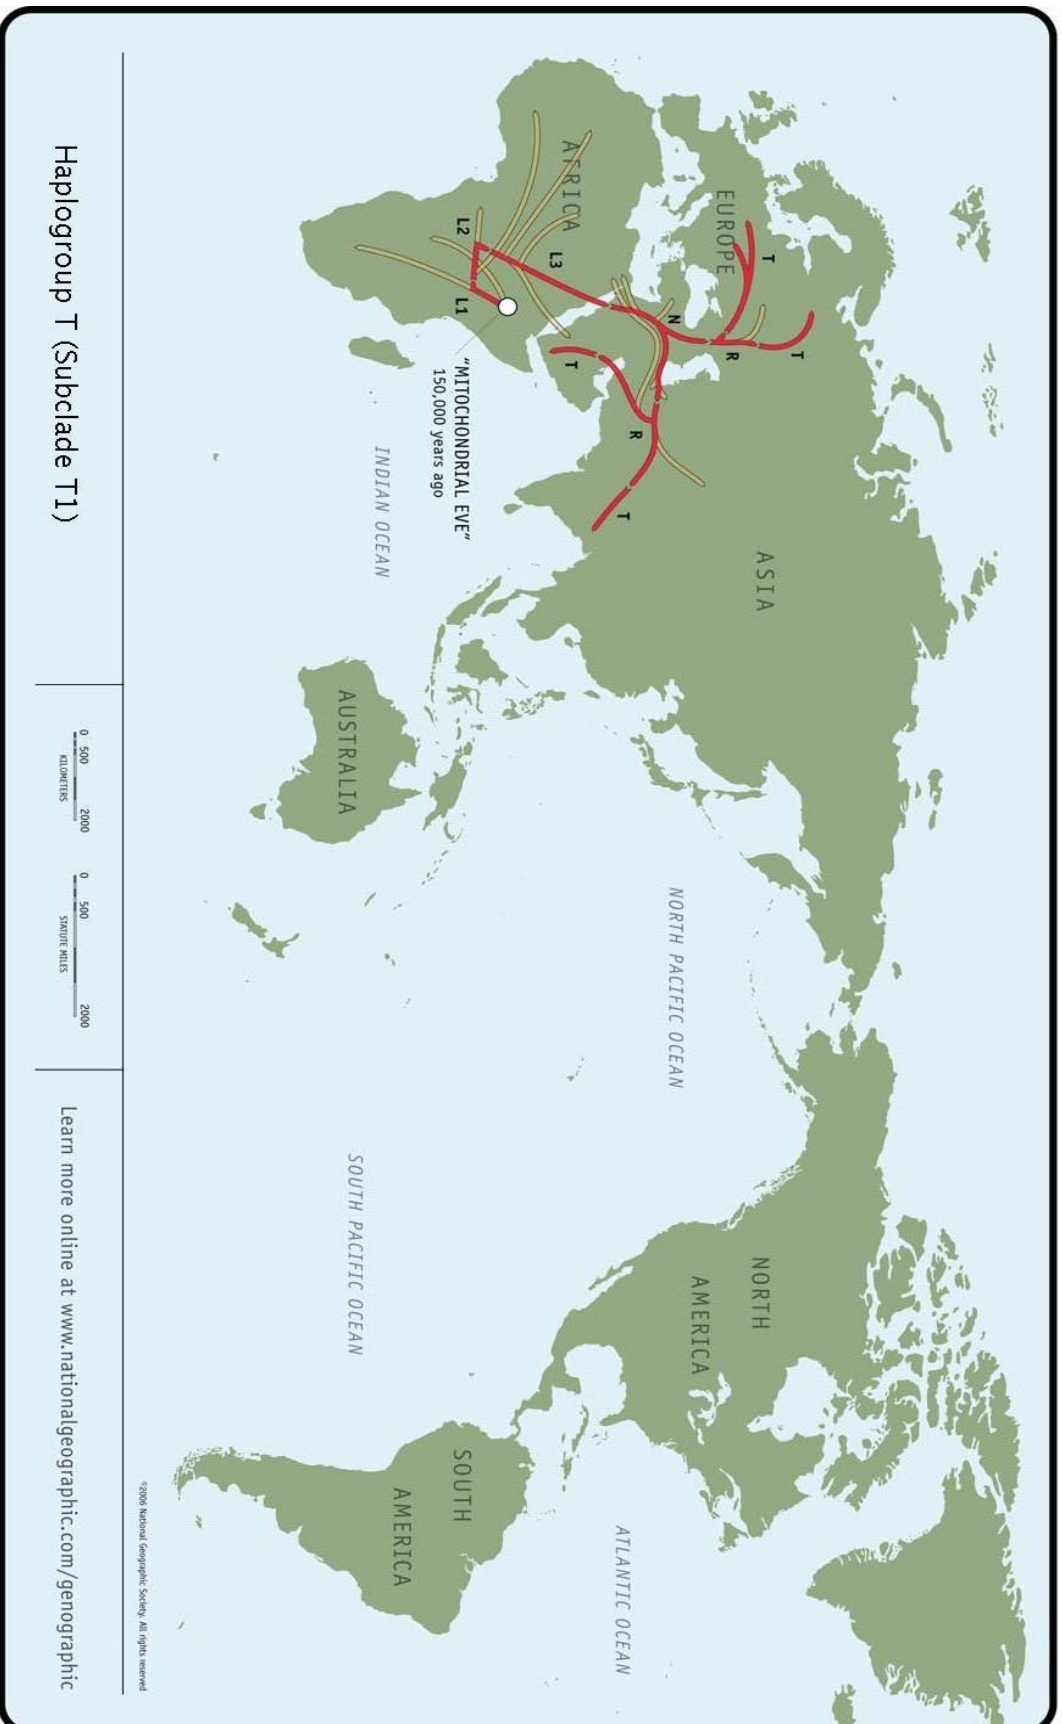 EUROPE
AFRICA
ASIA
AUSTRALIA
NORTH
AMERICA
SOUTH
AMERICA
NORTH PACIFIC OCEAN
SOUTH PACIFIC OCEAN
ATLANTIC OCEAN
INDIAN OCEAN
T
T
R
N
L3
L2
L1
T
R
T
"MITOCHONDRIAL EVE"
150,000 years ago
©2006 National Geographic Society. All rights reserved
Haplogroup T (Subclade T1)
0 500 2000
KILOMETERS
0 500 2000
STATUTE MILES
Learn more online at www.nationalgeographic.com/genographic